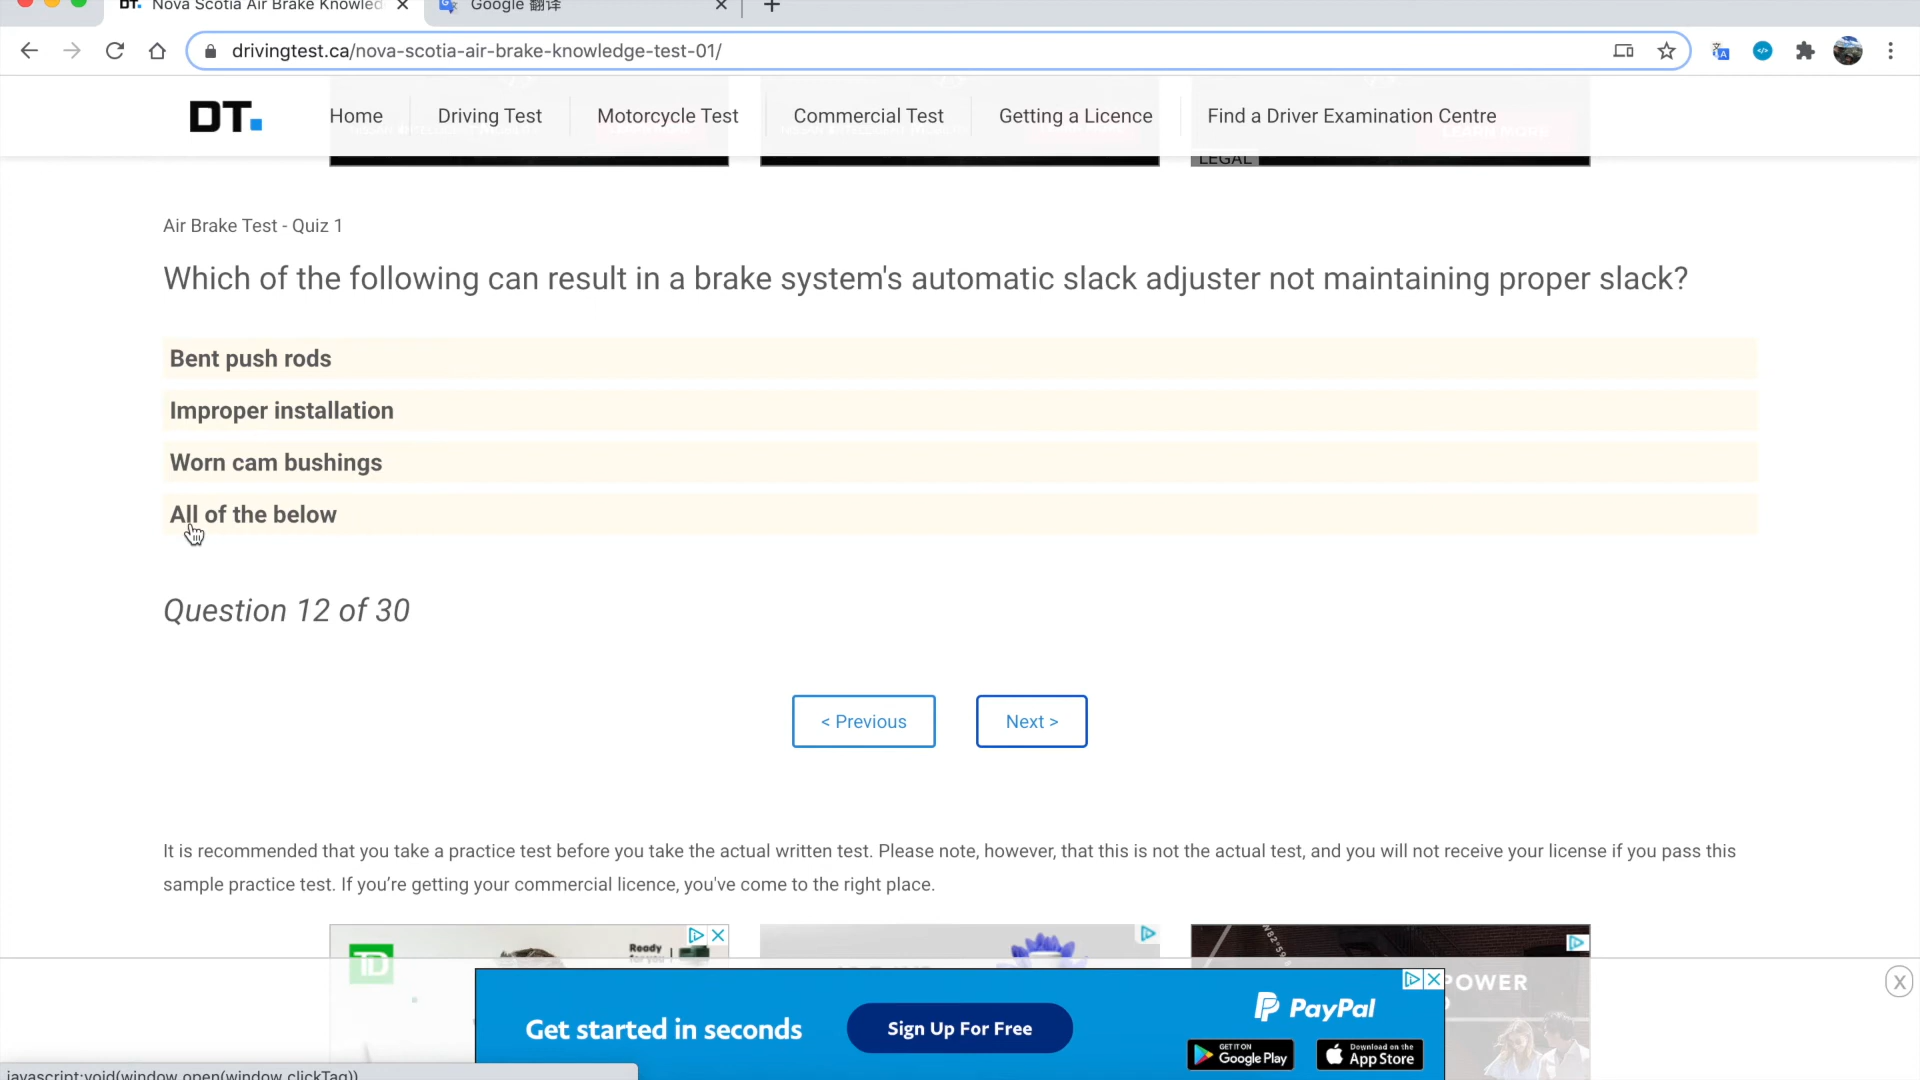 DT. Nova Scotia Air Brake Knowled
Google 翻译
drivingtest.ca/nova-scotia-air-brake-knowledge-test-01/
DT.
Home
Driving Test
Motorcycle Test
Commercial Test
Getting a Licence
Find a Driver Examination Centre
LEARN MORE
LEGAL
Air Brake Test - Quiz 1
Which of the following can result in a brake system's automatic slack adjuster not maintaining proper slack?
Bent push rods
Improper installation
Worn cam bushings
All of the below
Question 12 of 30
< Previous
Next >
It is recommended that you take a practice test before you take the actual written test. Please note, however, that this is not the actual test, and you will not receive your license if you pass this
sample practice test. If you’re getting your commercial licence, you've come to the right place.
TD
Ready
for you
W82°59.6
POWER
Get started in seconds
Sign Up For Free
PayPal
GET IT ON
Google Play
Download on the
App Store
javascript:void(window.open(window.clickTag))